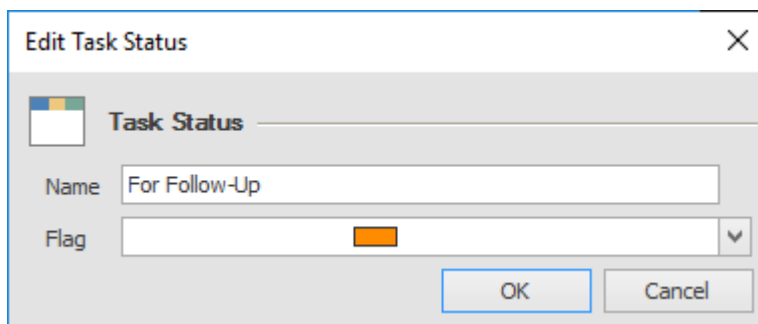 Edit Task Status
Task Status
Name For Follow-Up
Flag
OK Cancel